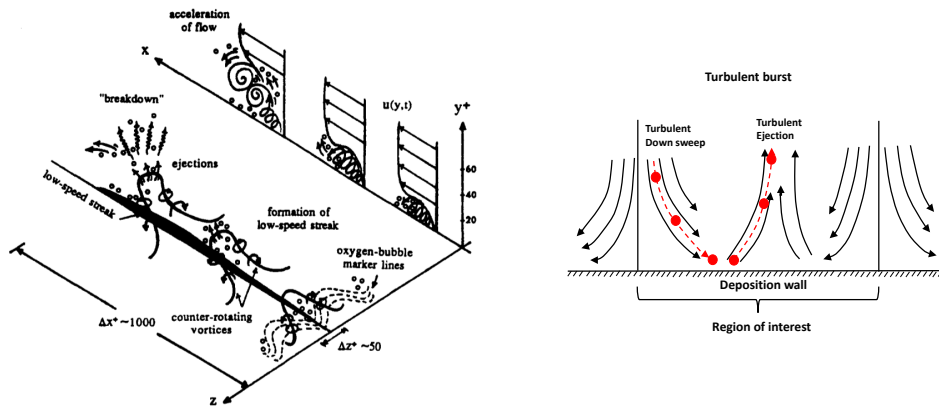 acceleration
of flow
x
"breakdown"
u(y,t)
y⁺
ejections
60
40
20
low-speed streak
formation of
low-speed streak
oxygen-bubble
marker lines
counter-rotating
vortices
Δx⁺ ~1000
Δz⁺ ~50
z
Turbulent burst
Turbulent
Down sweep
Turbulent
Ejection
Deposition wall
Region of interest